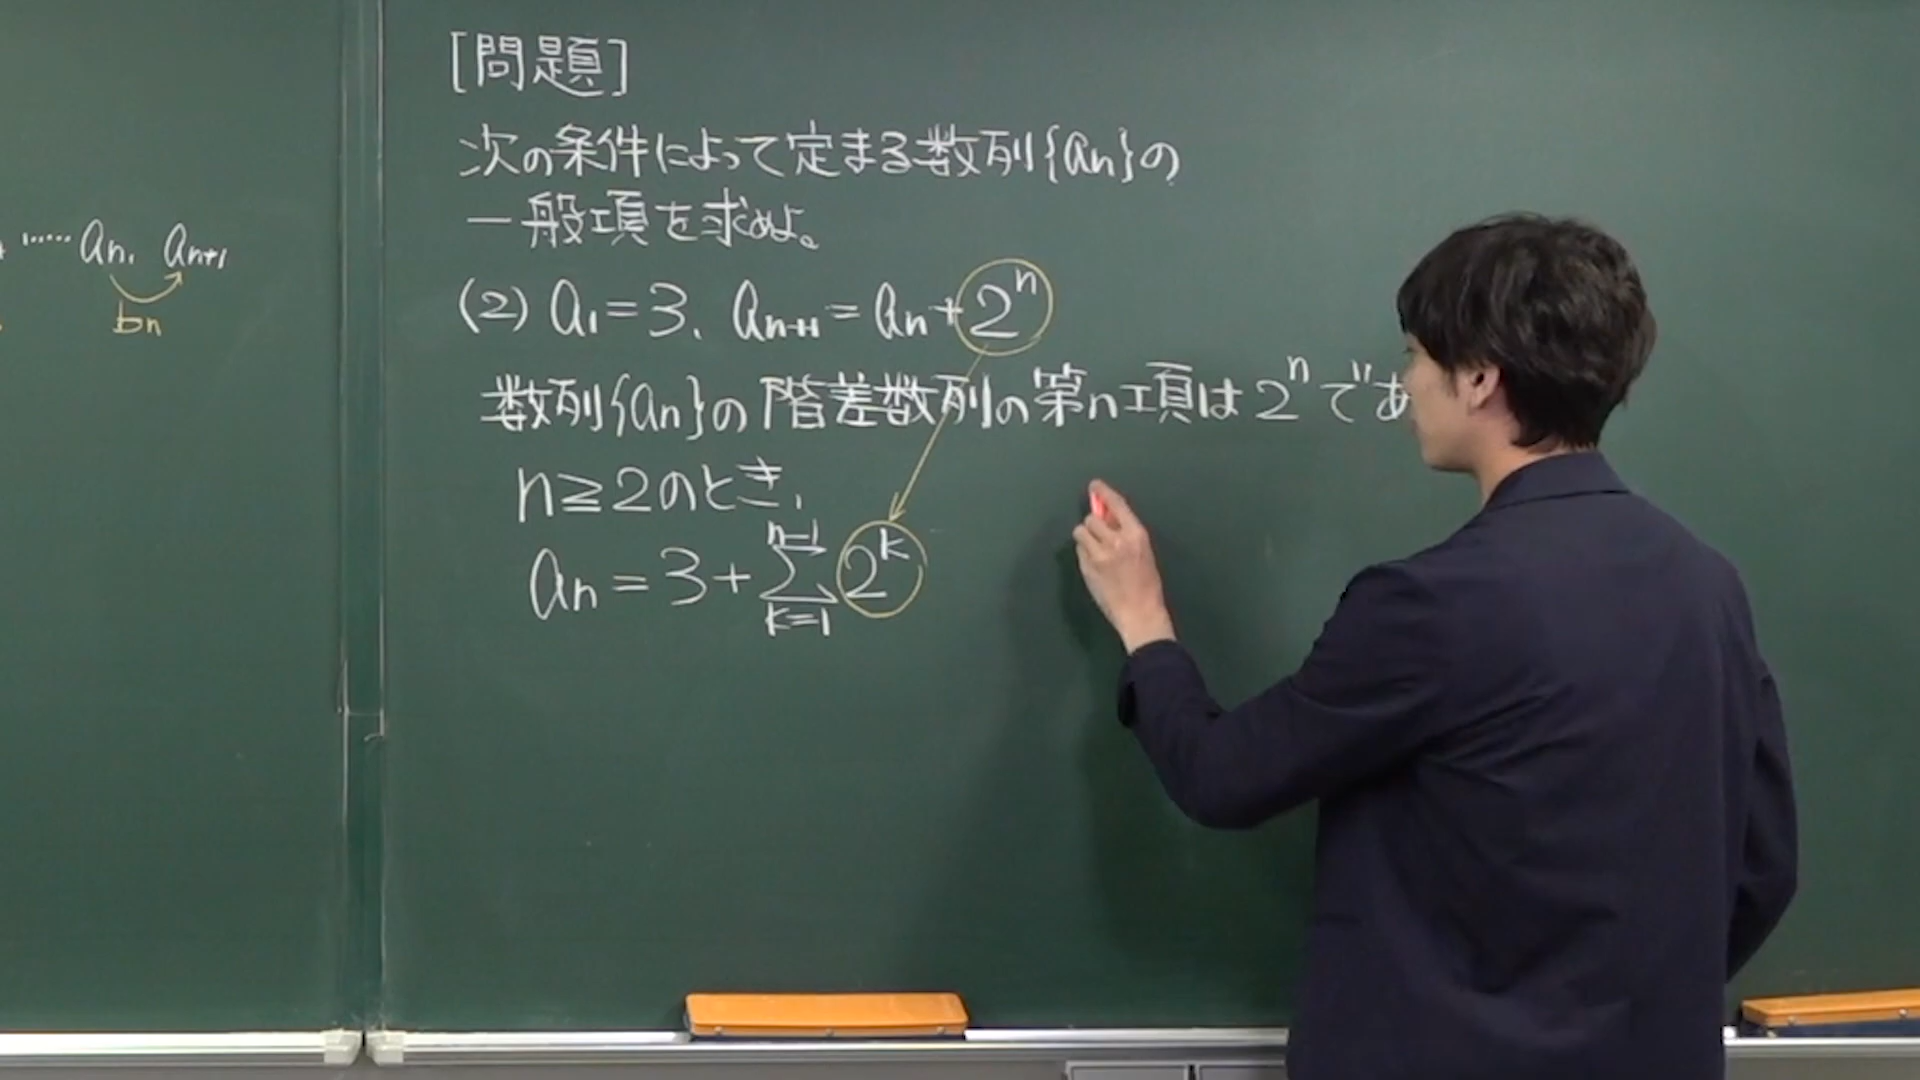 ……an, an+1
bn
[問題]
次の条件によって定まる数列{an}の
一般項を求めよ。
(2) a1=3, an+1=an+2^n
数列{an}の階差数列の第n項は2^nであ
n≧2のとき,
an=3+∑_{k=1}^{n-1} 2^k